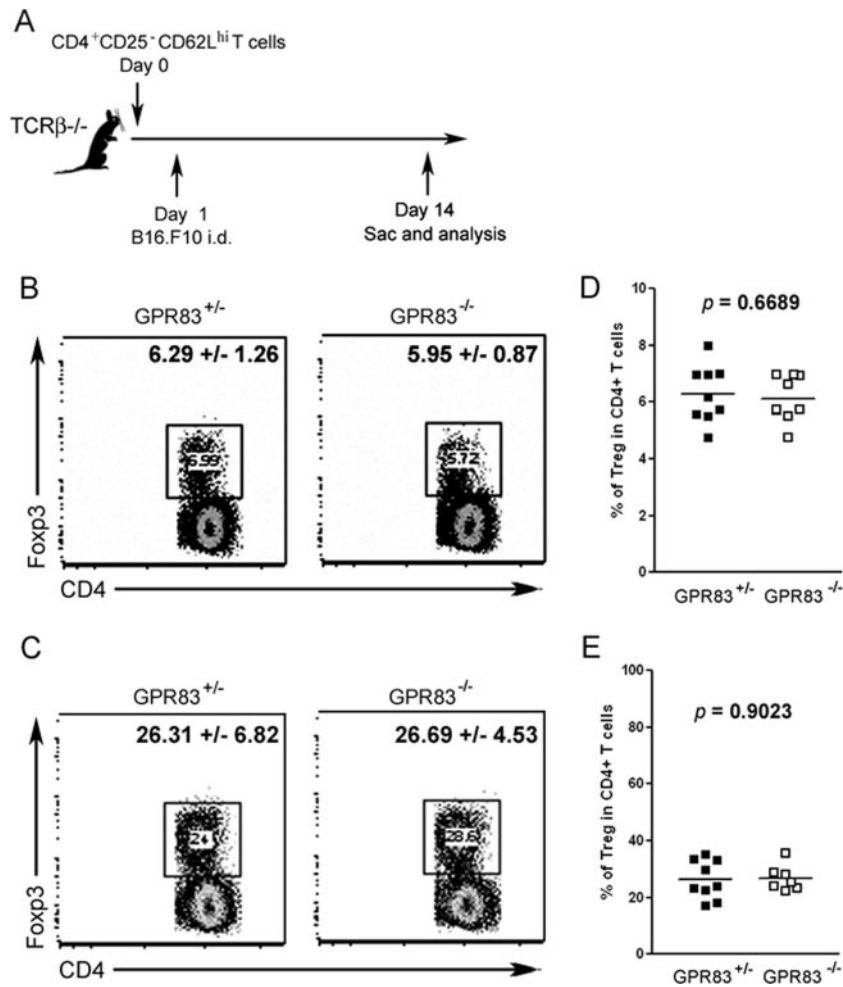 A
CD4⁺CD25⁻CD62Lʰⁱ T cells
Day 0
TCRβ-/-
Day 1
B16.F10 i.d.
Day 14
Sac and analysis
B
GPR83⁺/⁻
6.29 +/- 1.26
6.99
GPR83⁻/⁻
5.95 +/- 0.87
5.72
Foxp3
CD4
D
10
8
6
4
2
0
% of Treg in CD4+ T cells
p = 0.6689
GPR83⁺/⁻
GPR83⁻/⁻
C
GPR83⁺/⁻
26.31 +/- 6.82
24
GPR83⁻/⁻
26.69 +/- 4.53
28.6
Foxp3
CD4
E
100
80
60
40
20
0
% of Treg in CD4+ T cells
p = 0.9023
GPR83⁺/⁻
GPR83⁻/⁻